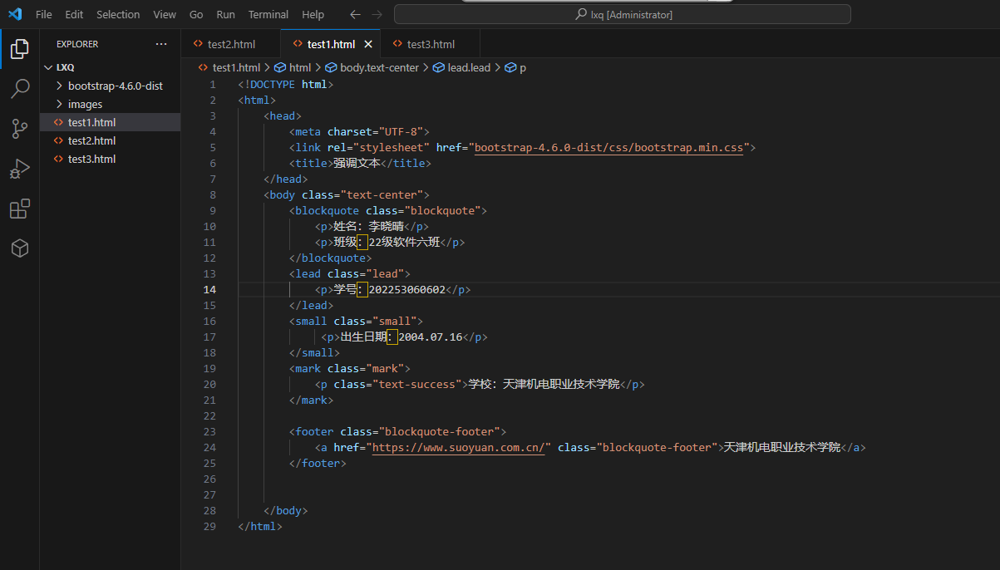 File Edit Selection View Go Run Terminal Help ← → lxq [Administrator]
EXPLORER ···
LXQ
bootstrap-4.6.0-dist
images
test1.html
test2.html
test3.html
test2.html test1.html test3.html
test1.html > html > body.text-center > lead.lead > p
1 <!DOCTYPE html>
2 <html>
3 <head>
4 <meta charset="UTF-8">
5 <link rel="stylesheet" href="bootstrap-4.6.0-dist/css/bootstrap.min.css">
6 <title>强调文本</title>
7 </head>
8 <body class="text-center">
9 <blockquote class="blockquote">
10 <p>姓名：李晓晴</p>
11 <p>班级：22级软件六班</p>
12 </blockquote>
13 <lead class="lead">
14 <p>学号：202253060602</p>
15 </lead>
16 <small class="small">
17 <p>出生日期：2004.07.16</p>
18 </small>
19 <mark class="mark">
20 <p class="text-success">学校：天津机电职业技术学院</p>
21 </mark>
22
23 <footer class="blockquote-footer">
24 <a href="https://www.suoyuan.com.cn/" class="blockquote-footer">天津机电职业技术学院</a>
25 </footer>
26
27
28 </body>
29 </html>